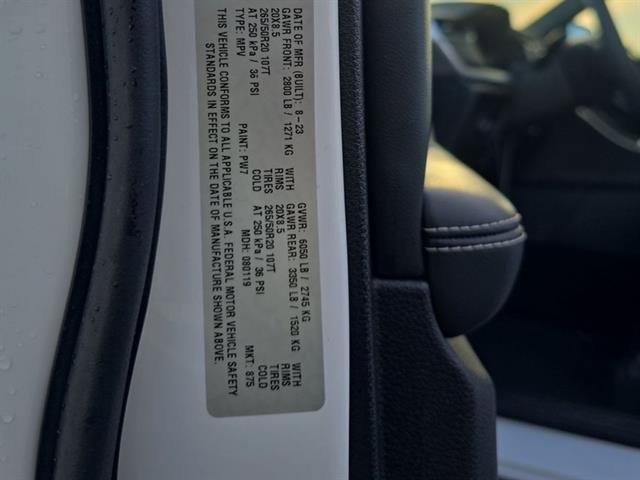 DATE OF MFR (BUILT): 8-23 GVWR: 6050 LB / 2745 KG
GAWR FRONT: 2800 LB / 1271 KG WITH GAWR REAR: 3350 LB / 1520 KG WITH
20X8.5 RIMS 20X8.5 RIMS
265/50R20 107T TIRES 265/50R20 107T TIRES
AT 250 kPa / 36 PSI COLD AT 250 kPa / 36 PSI COLD
TYPE: MPV PAINT: PW7 MDH: 080119 MKT: 875
THIS VEHICLE CONFORMS TO ALL APPLICABLE U.S.A. FEDERAL MOTOR VEHICLE SAFETY
STANDARDS IN EFFECT ON THE DATE OF MANUFACTURE SHOWN ABOVE.